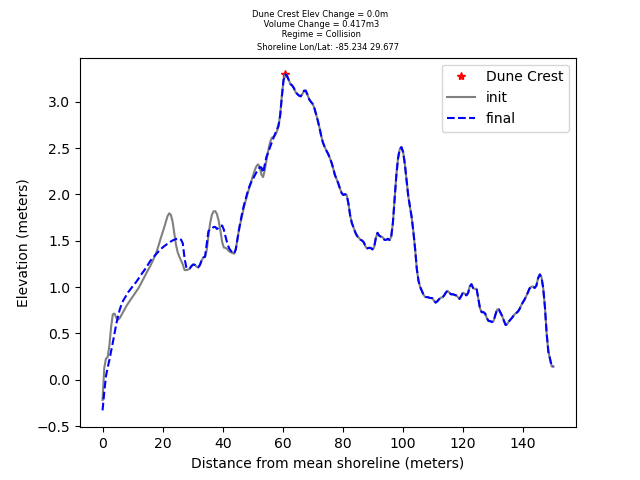 Dune Crest Elev Change = 0.0m
Volume Change = 0.417m3
Regime = Collision
Shoreline Lon/Lat: -85.234 29.677
Dune Crest
init
final
Elevation (meters)
3.0
2.5
2.0
1.5
1.0
0.5
0.0
−0.5
0 20 40 60 80 100 120 140
Distance from mean shoreline (meters)